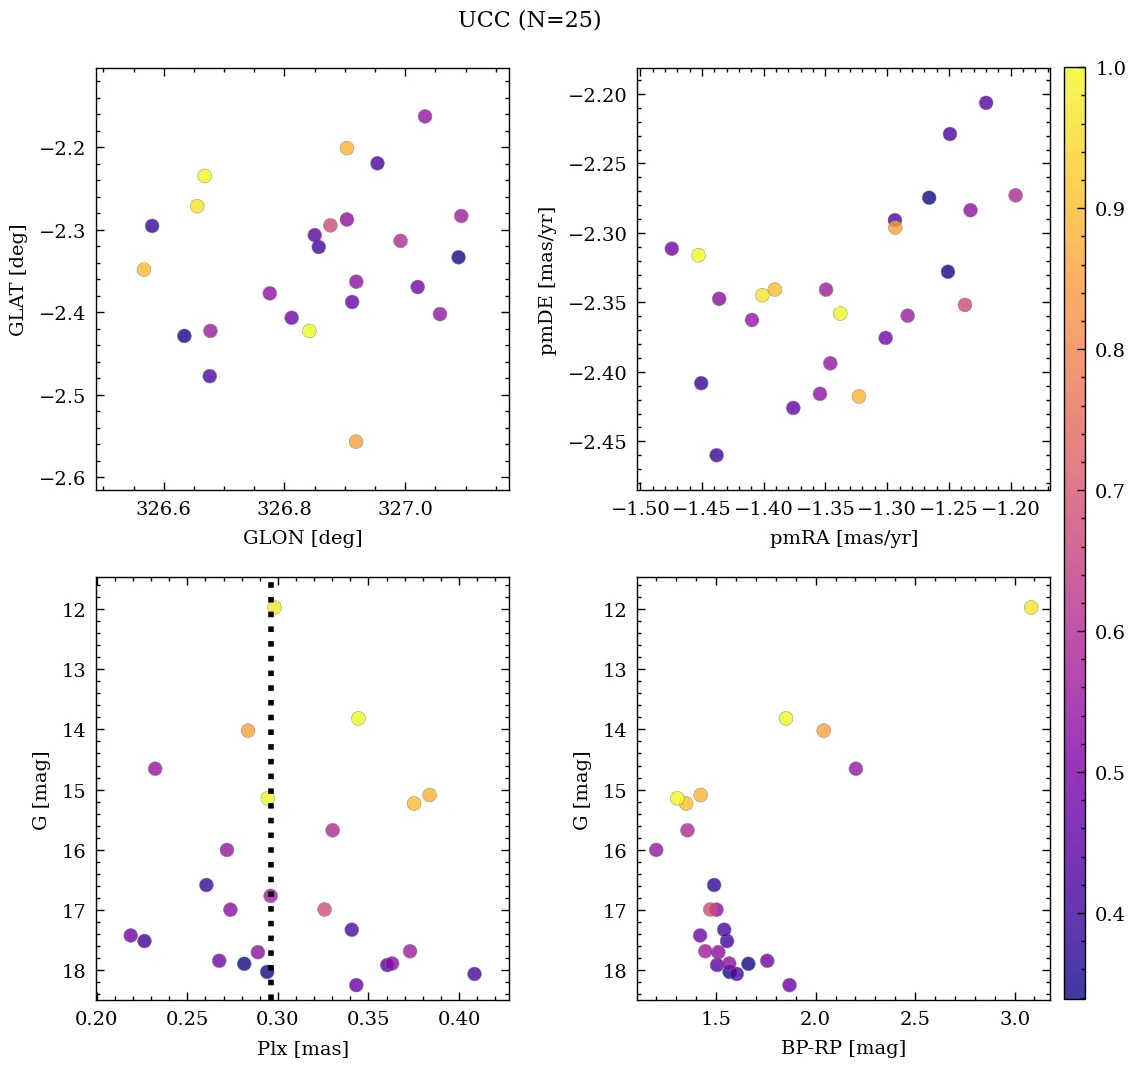 UCC (N=25)
−2.2
−2.3
−2.4
−2.5
−2.6
GLAT [deg]
326.6 326.8 327.0
GLON [deg]
−2.20
−2.25
−2.30
−2.35
−2.40
−2.45
pmDE [mas/yr]
−1.50 −1.45 −1.40 −1.35 −1.30 −1.25 −1.20
pmRA [mas/yr]
12
13
14
15
16
17
18
G [mag]
0.20 0.25 0.30 0.35 0.40
Plx [mas]
12
13
14
15
16
17
18
G [mag]
1.5 2.0 2.5 3.0
BP-RP [mag]
1.0
0.9
0.8
0.7
0.6
0.5
0.4